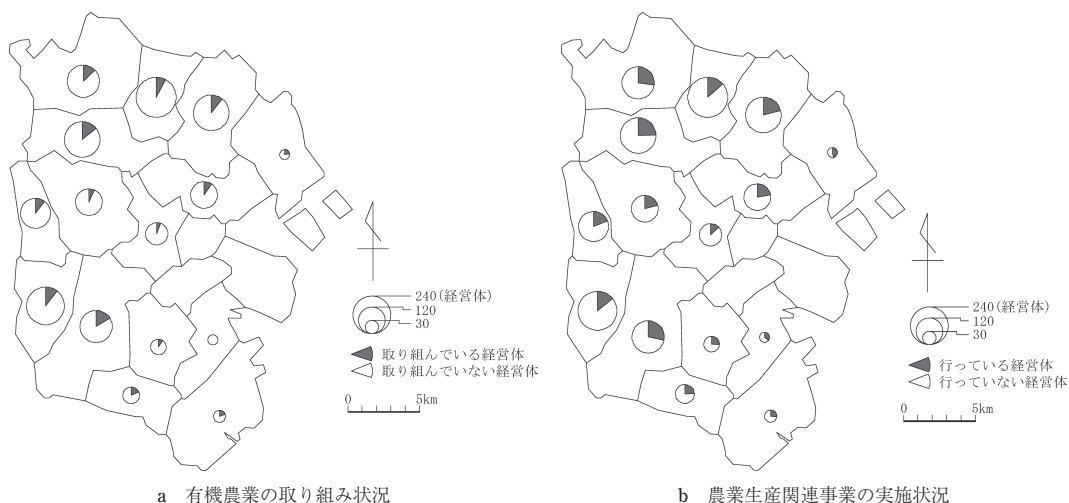 240(経営体)
120
30
取り組んでいる経営体
取り組んでいない経営体
0 5km
a 有機農業の取り組み状況
240(経営体)
120
30
行っている経営体
行っていない経営体
0 5km
b 農業生産関連事業の実施状況